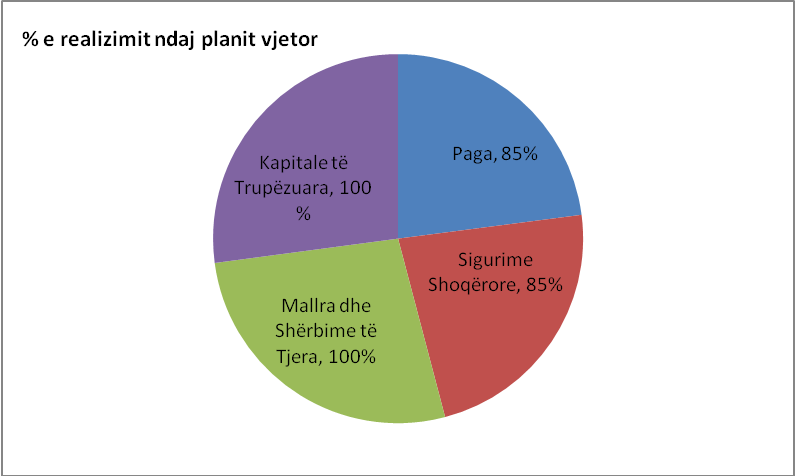 % e realizimit ndaj planit vjetor
Paga, 85%
Sigurime
Shoqërore, 85%
Mallra dhe
Shërbime të
Tjera, 100%
Kapitale të
Trupëzuara, 100
%